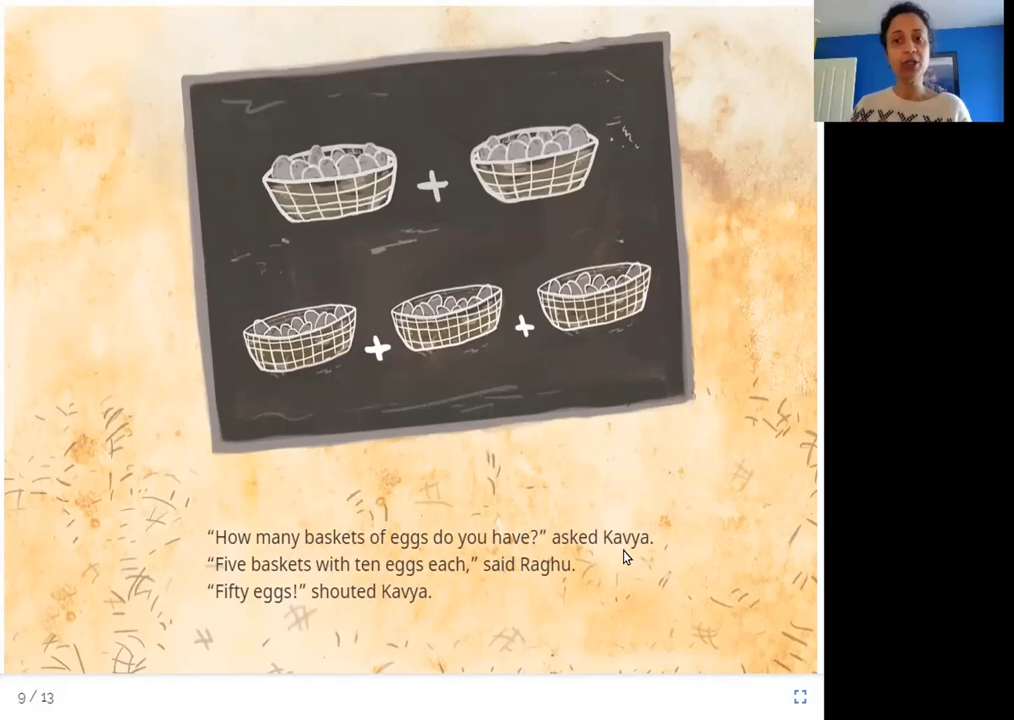 “How many baskets of eggs do you have?” asked Kavya.
“Five baskets with ten eggs each,” said Raghu.
“Fifty eggs!” shouted Kavya.
9 / 13